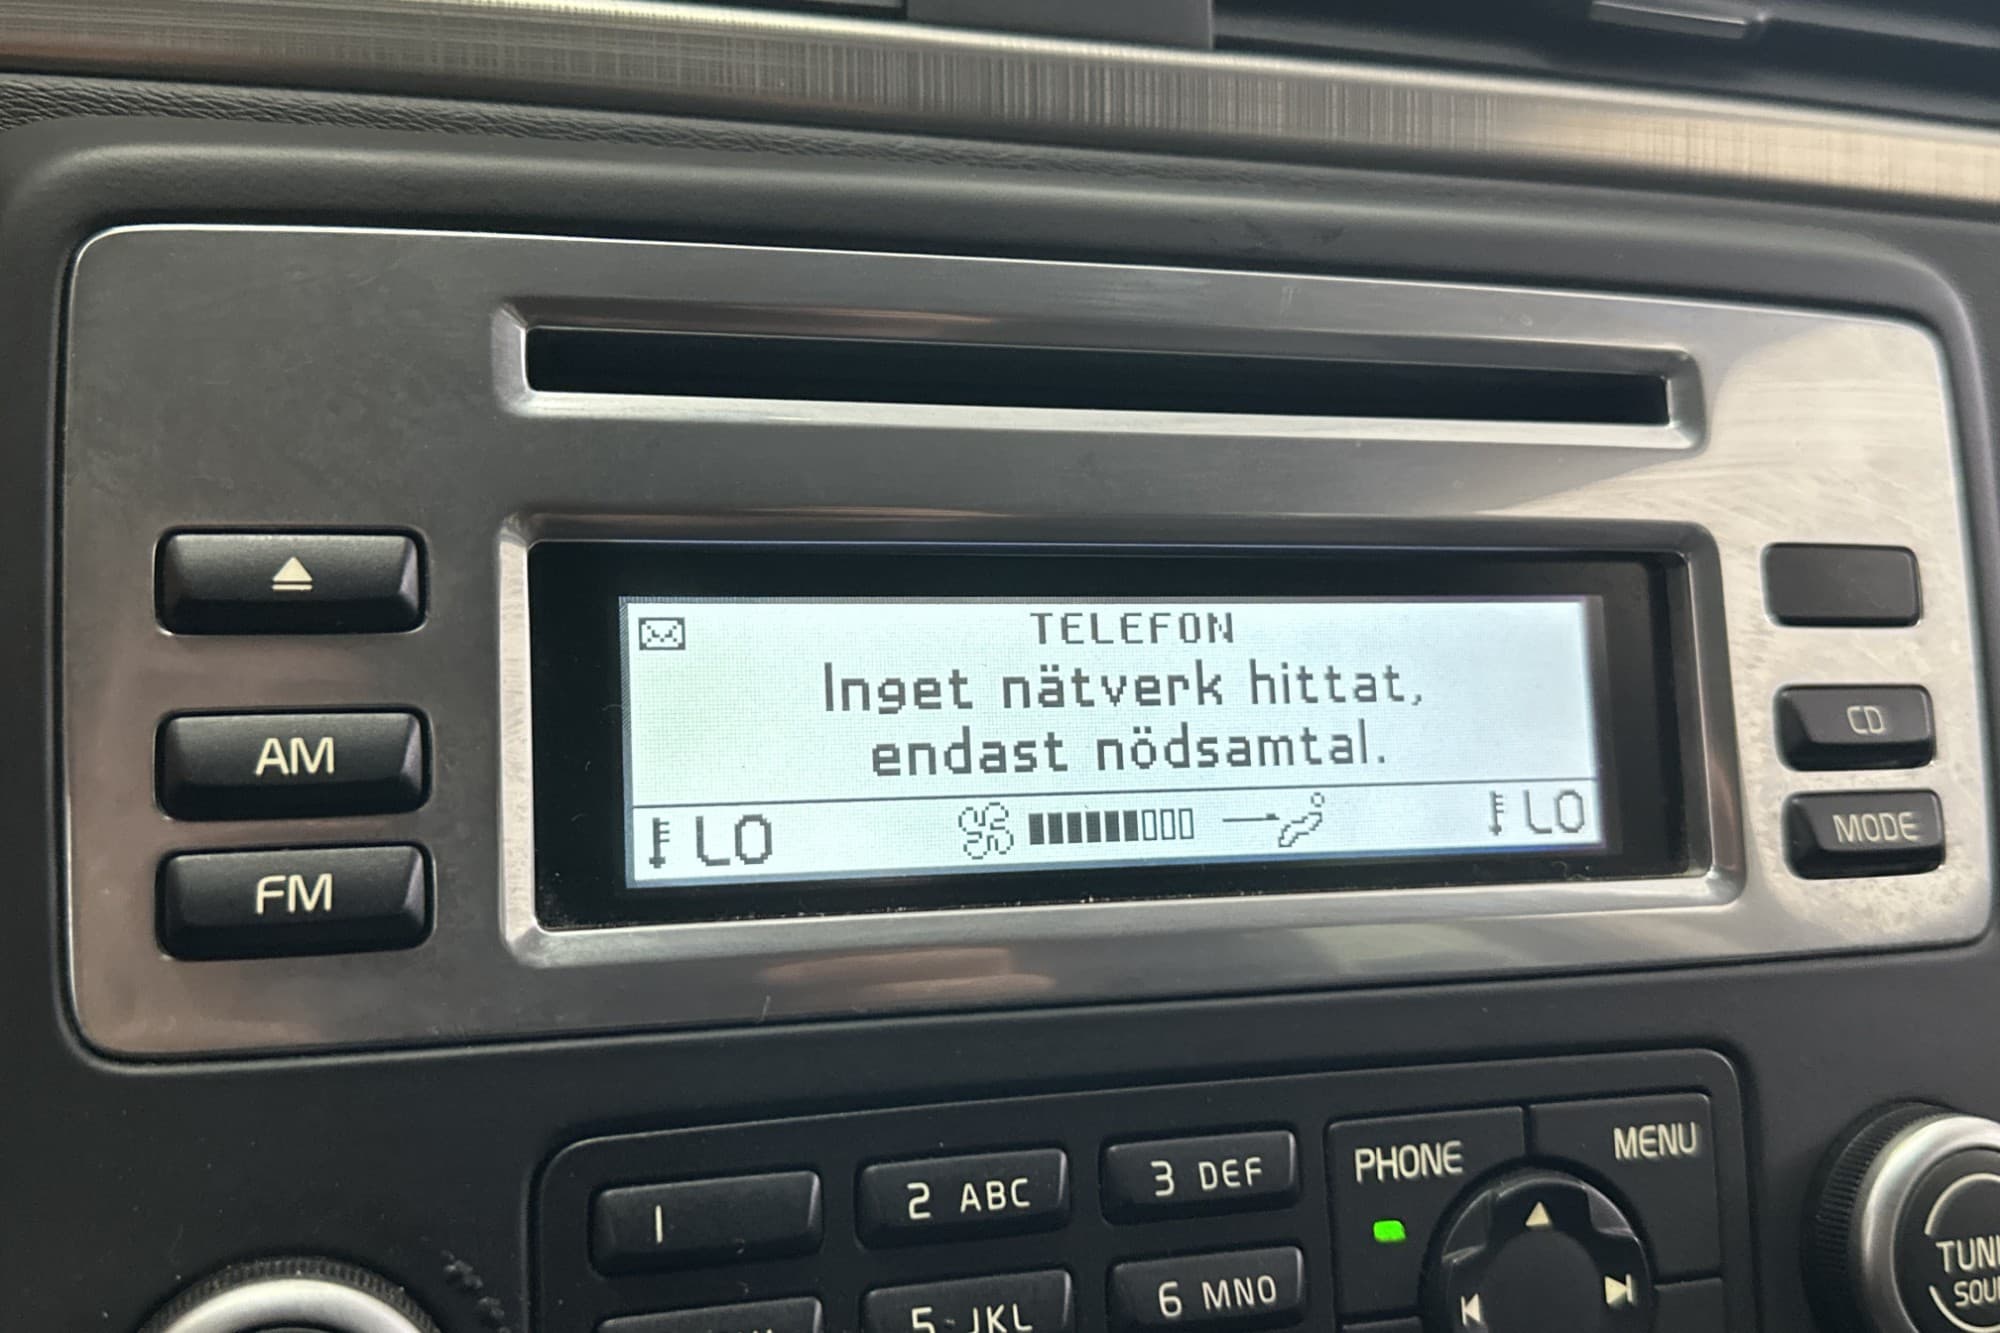 TELEFON
Inget nätverk hittat,
endast nödsamtal.
LO LO
AM
FM
CD
MODE
1
2 ABC
3 DEF
PHONE
MENU
5 JKL
6 MNO